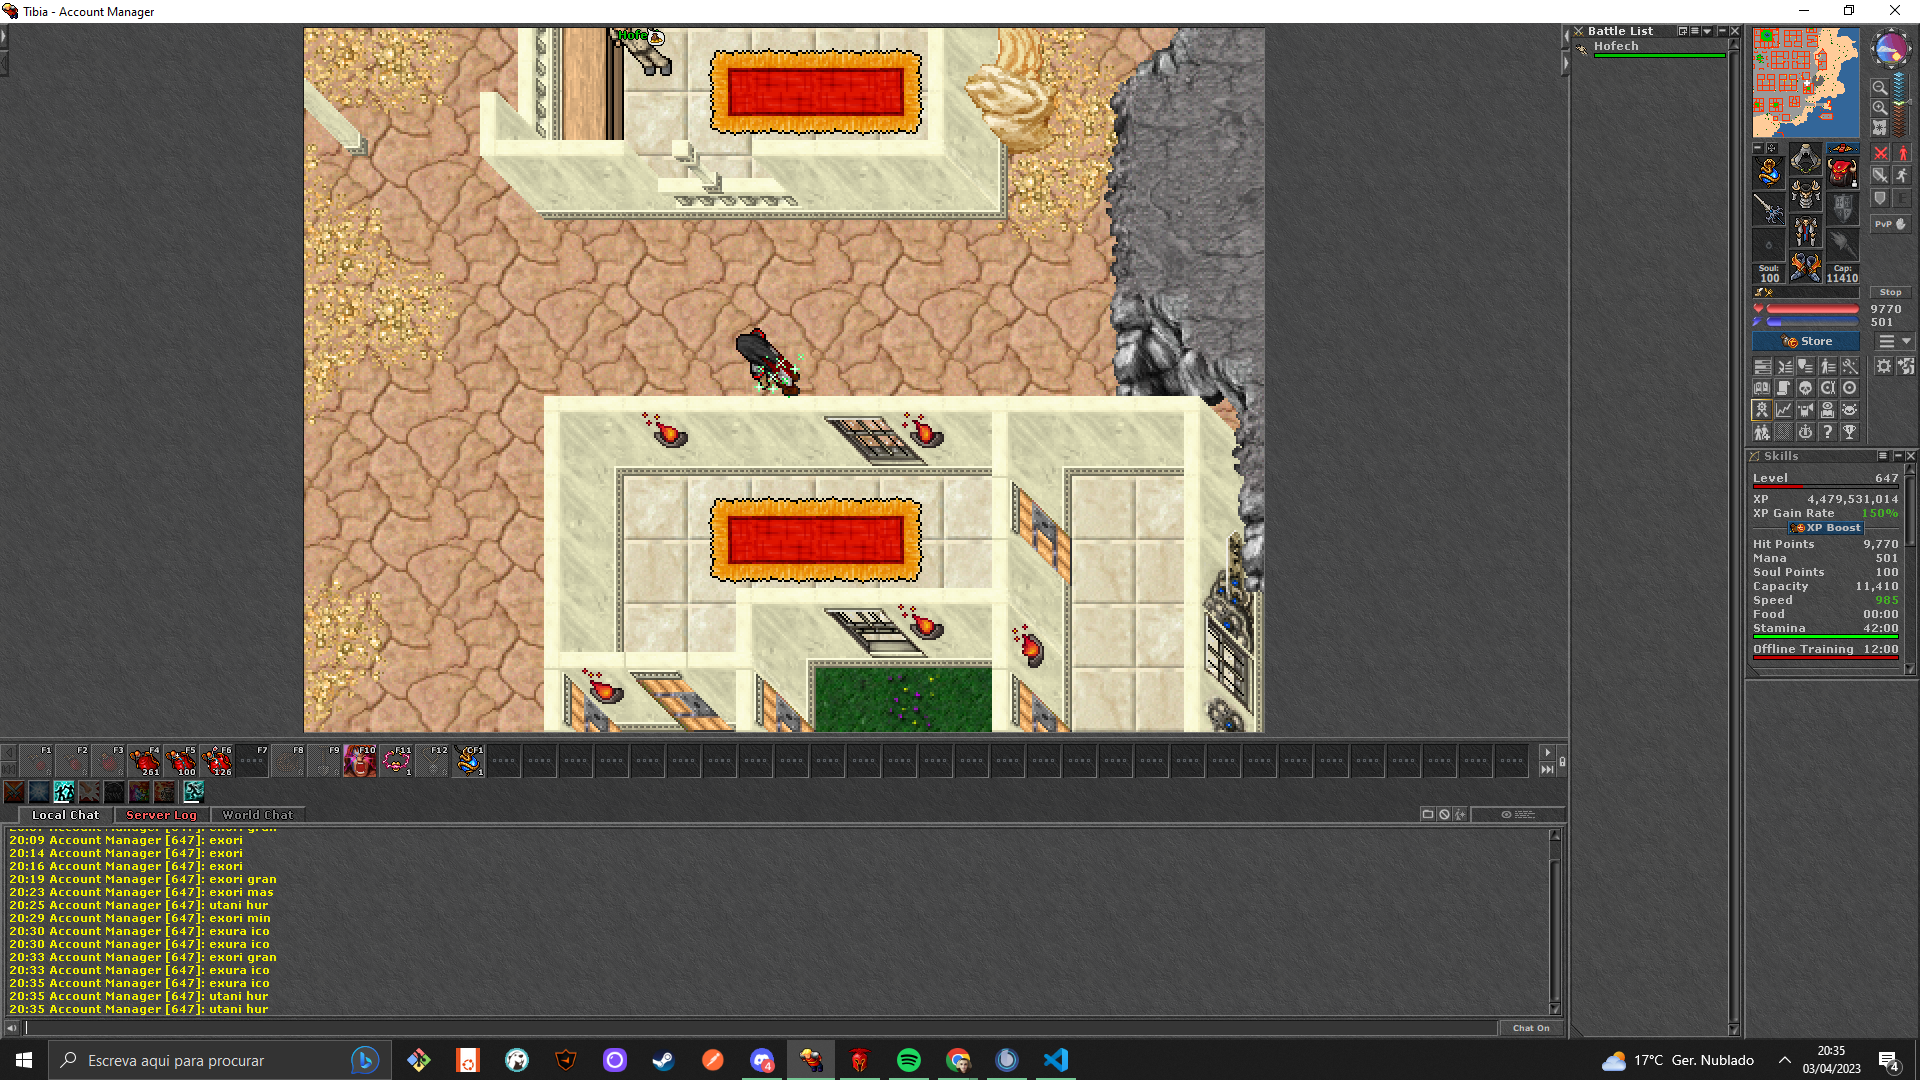 Tibia - Account Manager
Hofech
Battle List
Hofech
Soul:
100
Cap:
11410
PvP
Stop
9770
501
Store
Skills
Level 647
XP 4,479,531,014
XP Gain Rate 150%
XP Boost
Hit Points 9,770
Mana 501
Soul Points 100
Capacity 11,410
Speed 985
Food 00:00
Stamina 42:00
Offline Training 12:00
F1 F2 F3 F4 F5 F6 F7 F8 F9 F10 F11 F12 CF1
261 100 126 1 1
Local Chat Server Log World Chat
20:09 Account Manager [647]: exori
20:14 Account Manager [647]: exori
20:16 Account Manager [647]: exori
20:19 Account Manager [647]: exori gran
20:23 Account Manager [647]: exori mas
20:25 Account Manager [647]: utani hur
20:29 Account Manager [647]: exori min
20:30 Account Manager [647]: exura ico
20:30 Account Manager [647]: exura ico
20:33 Account Manager [647]: exori gran
20:33 Account Manager [647]: exura ico
20:35 Account Manager [647]: exura ico
20:35 Account Manager [647]: utani hur
20:35 Account Manager [647]: utani hur
Chat On
Escreva aqui para procurar
4
17°C Ger. Nublado
20:35
03/04/2023
4